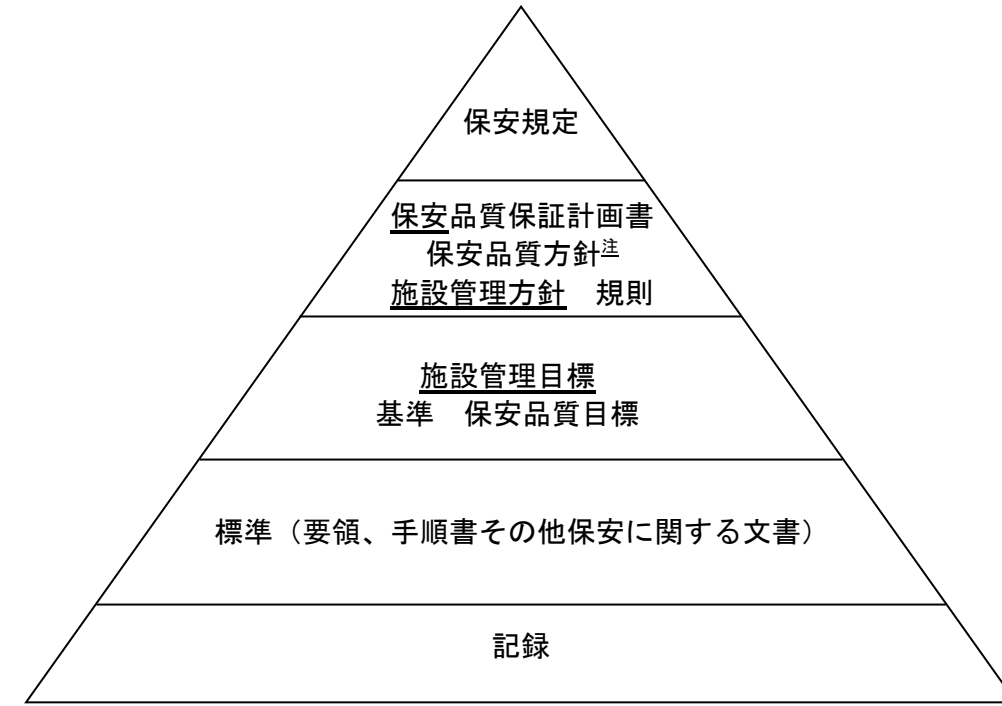 保安規定
保安品質保証計画書
保安品質方針注
施設管理方針　規則
施設管理目標
基準　保安品質目標
標準（要領、手順書その他保安に関する文書）
記録